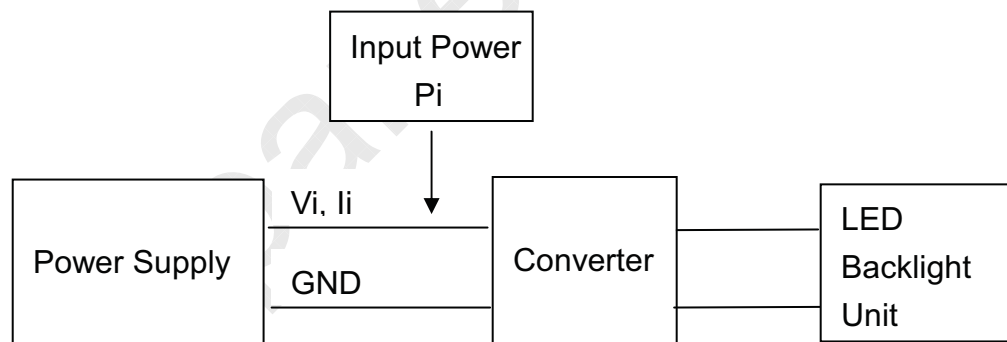 Input Power
Pi
Vi, Ii
Power Supply
GND
Converter
LED
Backlight
Unit